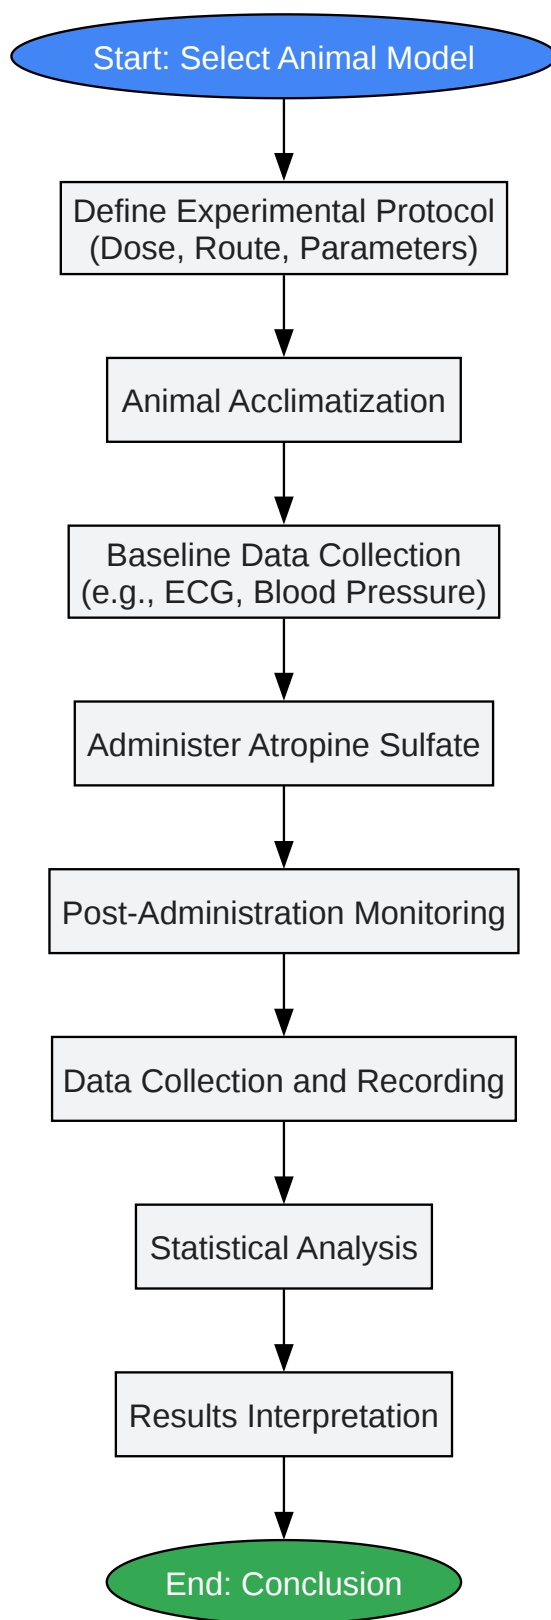 Start: Select Animal Model
Define Experimental Protocol
(Dose, Route, Parameters)
Animal Acclimatization
Baseline Data Collection
(e.g., ECG, Blood Pressure)
Administer Atropine Sulfate
Post-Administration Monitoring
Data Collection and Recording
Statistical Analysis
Results Interpretation
End: Conclusion